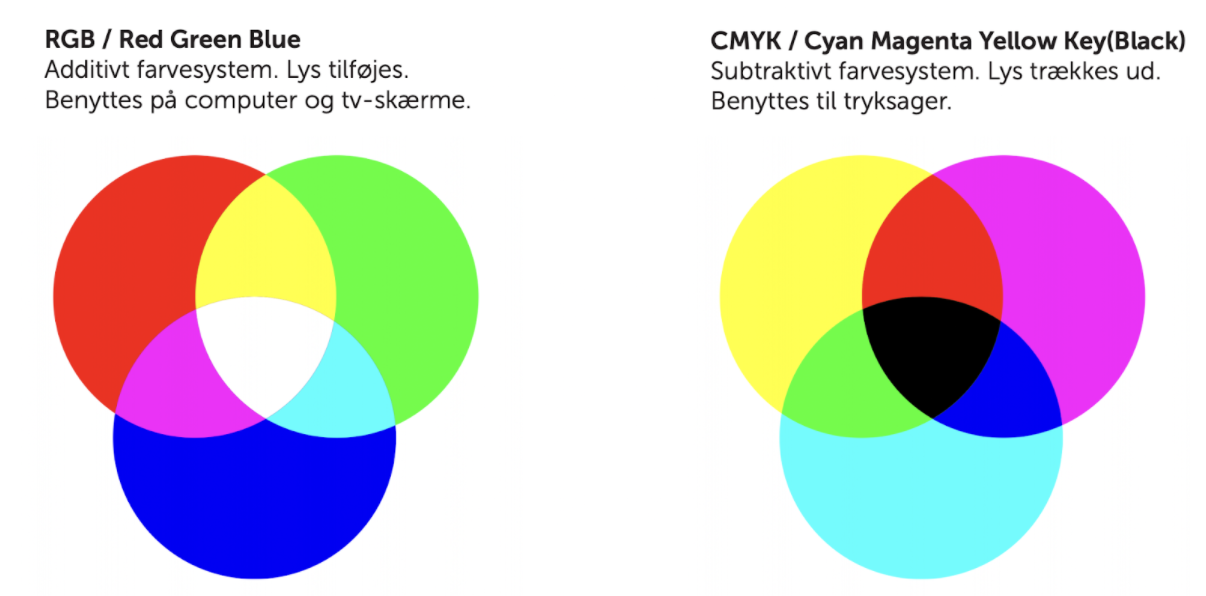 RGB / Red Green Blue
Additivt farvesystem. Lys tilføjes.
Benyttes på computer og tv-skærme.
CMYK / Cyan Magenta Yellow Key(Black)
Subtraktivt farvesystem. Lys trækkes ud.
Benyttes til tryksager.